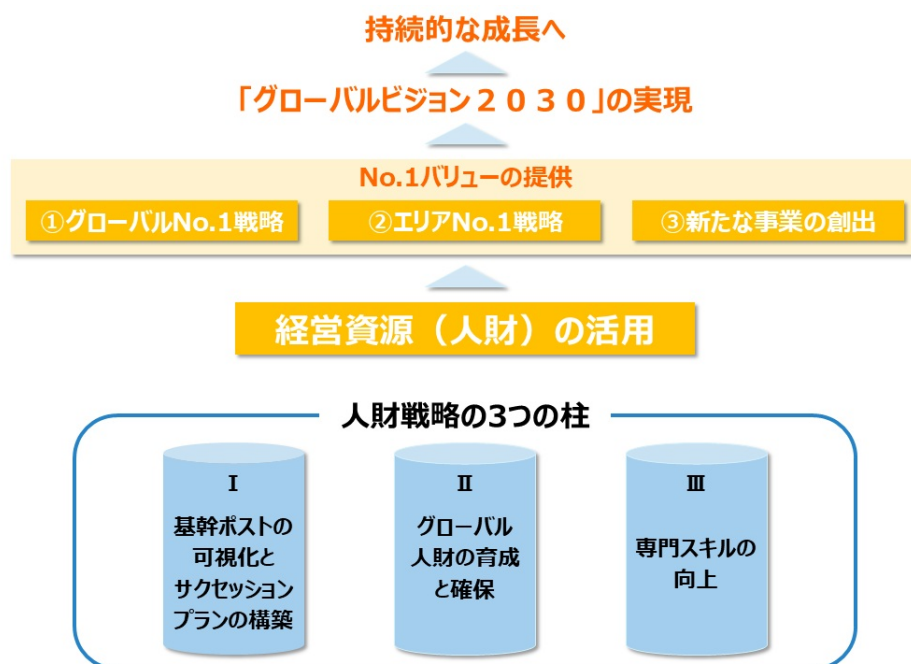 持続的な成長へ
「グローバルビジョン２０３０」の実現
No.1バリューの提供
①グローバルNo.1戦略
②エリアNo.1戦略
③新たな事業の創出
経営資源（人財）の活用
人財戦略の3つの柱
Ⅰ
基幹ポストの
可視化と
サクセッション
プランの構築
Ⅱ
グローバル
人財の育成
と確保
Ⅲ
専門スキルの
向上